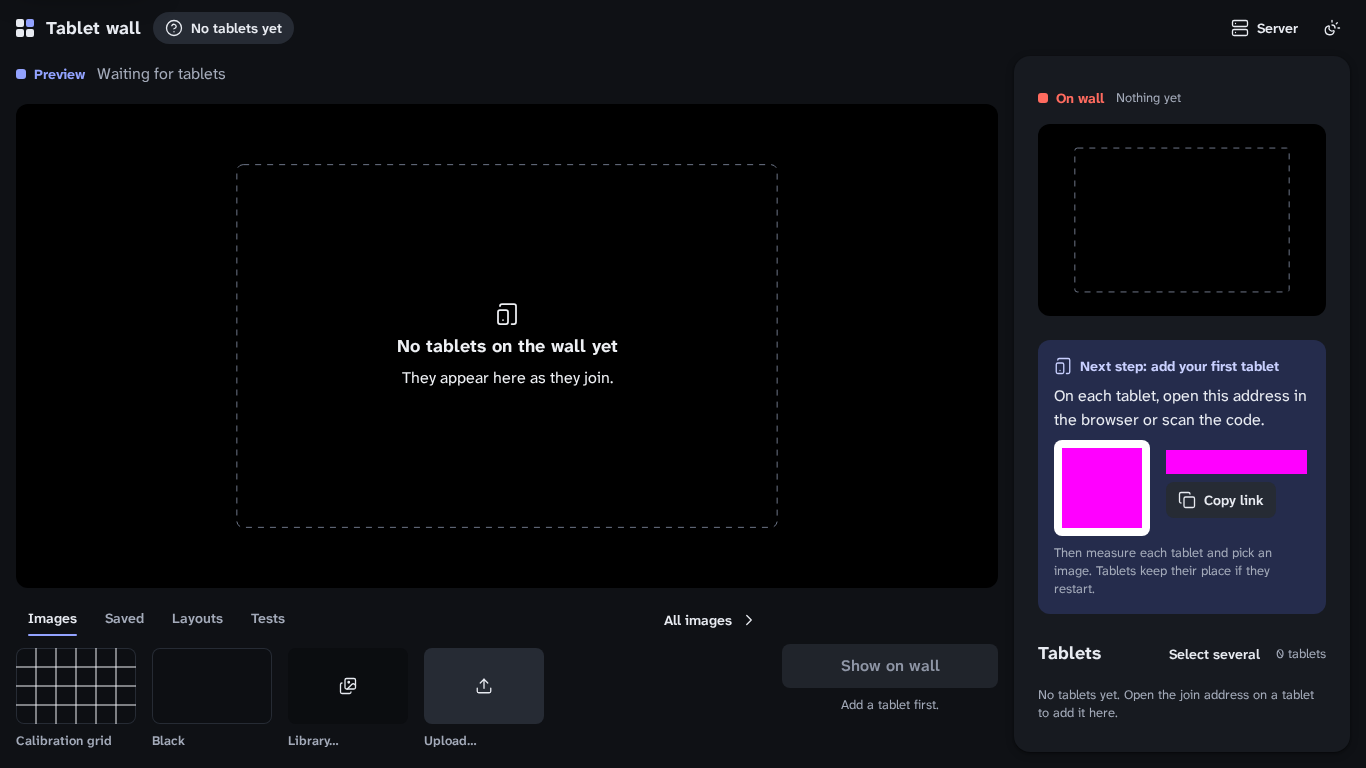 Tablet wall
No tablets yet
Server
Preview
Waiting for tablets
No tablets on the wall yet
They appear here as they join.
Images
Saved
Layouts
Tests
All images
Calibration grid
Black
Library...
Upload...
Show on wall
Add a tablet first.
On wall
Nothing yet
Next step: add your first tablet
On each tablet, open this address in
the browser or scan the code.
Copy link
Then measure each tablet and pick an
image. Tablets keep their place if they
restart.
Tablets
Select several
0 tablets
No tablets yet. Open the join address on a tablet
to add it here.